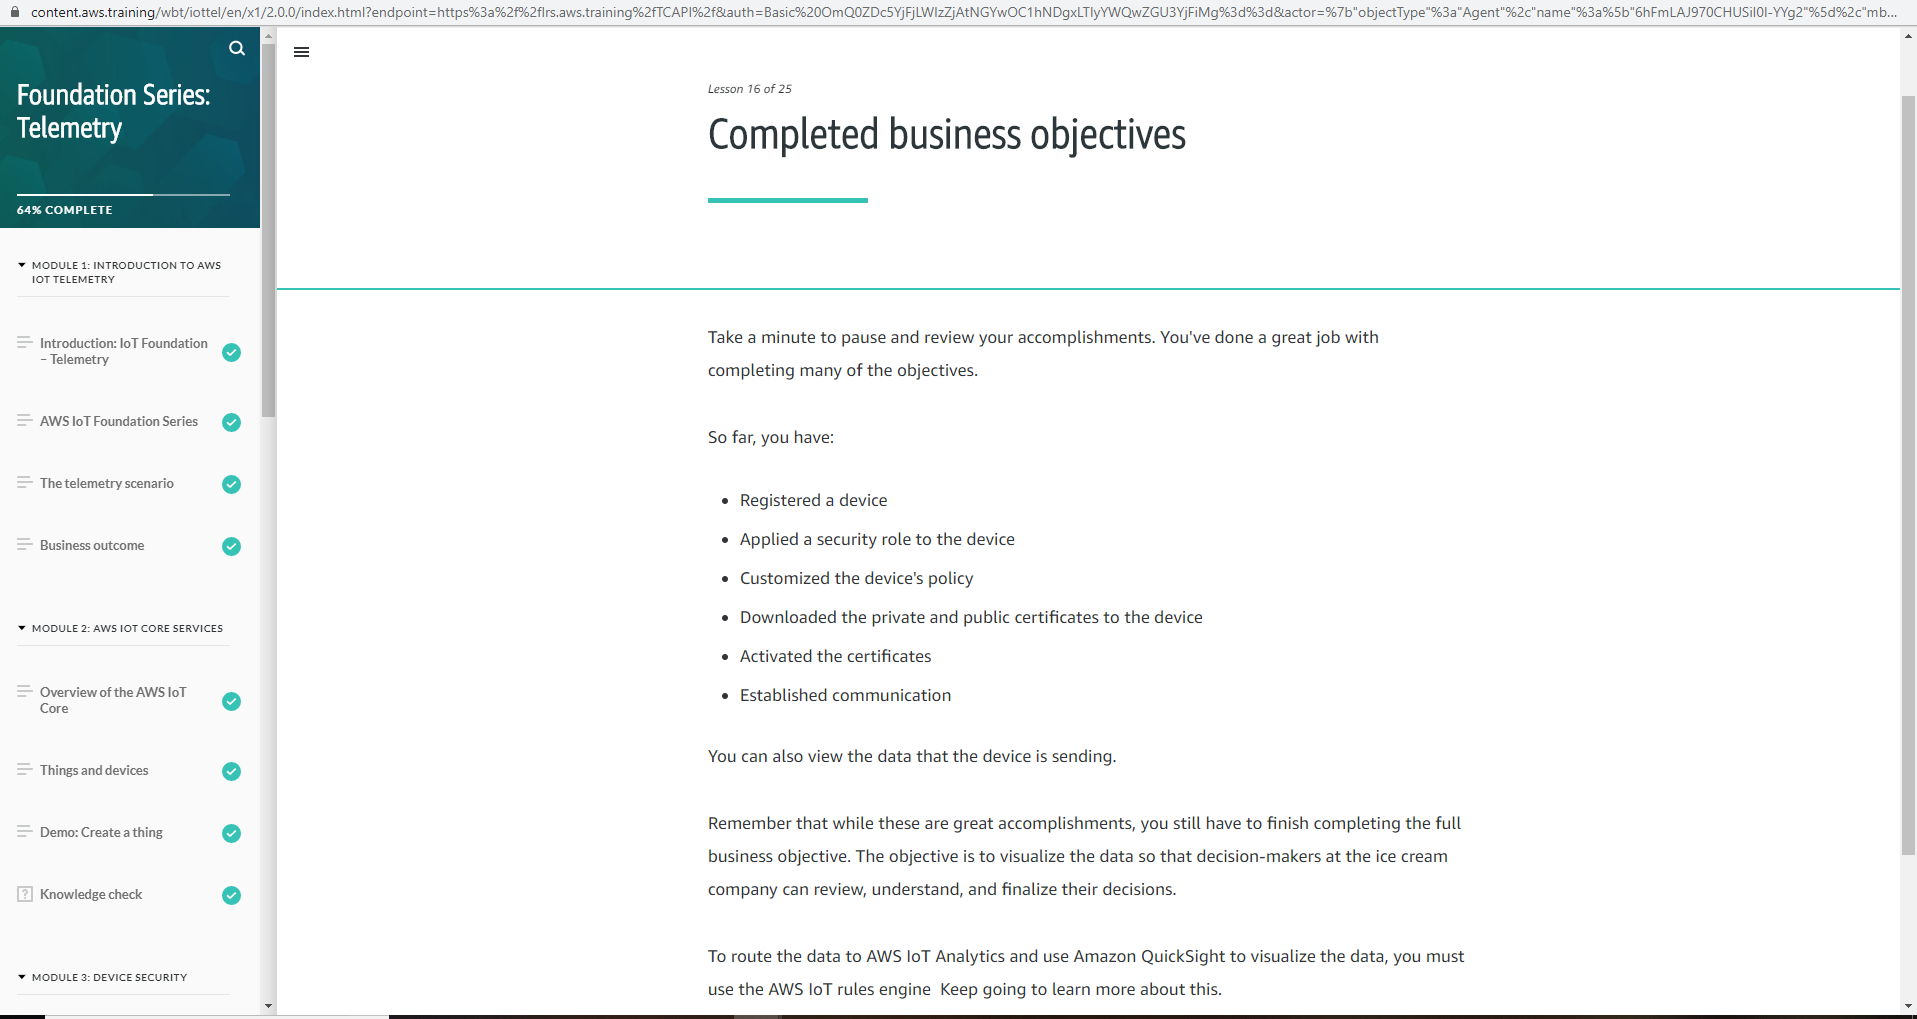 content.aws.training/wbt/iottel/en/x1/2.0.0/index.html?endpoint=https%3a%2f%2flrs.aws.training%2fTCAPI%2f&auth=Basic%20OmQ0ZDc5YjFjLWIzZjAtNGYwOC1hNDgxLTIyYWQwZGU3YjFiMg%3d%3d&actor=%7b"objectType"%3a"Agent"%2c"name"%3a%5b"6hFmLAJ970CHUSiI0I-YYg2"%5d%2c"mb...
Foundation Series:
Telemetry
64% COMPLETE
MODULE 1: INTRODUCTION TO AWS
IOT TELEMETRY
Introduction: IoT Foundation
– Telemetry
AWS IoT Foundation Series
The telemetry scenario
Business outcome
MODULE 2: AWS IOT CORE SERVICES
Overview of the AWS IoT
Core
Things and devices
Demo: Create a thing
Knowledge check
MODULE 3: DEVICE SECURITY
Lesson 16 of 25
Completed business objectives
Take a minute to pause and review your accomplishments. You've done a great job with
completing many of the objectives.
So far, you have:
• Registered a device
• Applied a security role to the device
• Customized the device's policy
• Downloaded the private and public certificates to the device
• Activated the certificates
• Established communication
You can also view the data that the device is sending.
Remember that while these are great accomplishments, you still have to finish completing the full
business objective. The objective is to visualize the data so that decision-makers at the ice cream
company can review, understand, and finalize their decisions.
To route the data to AWS IoT Analytics and use Amazon QuickSight to visualize the data, you must
use the AWS IoT rules engine  Keep going to learn more about this.